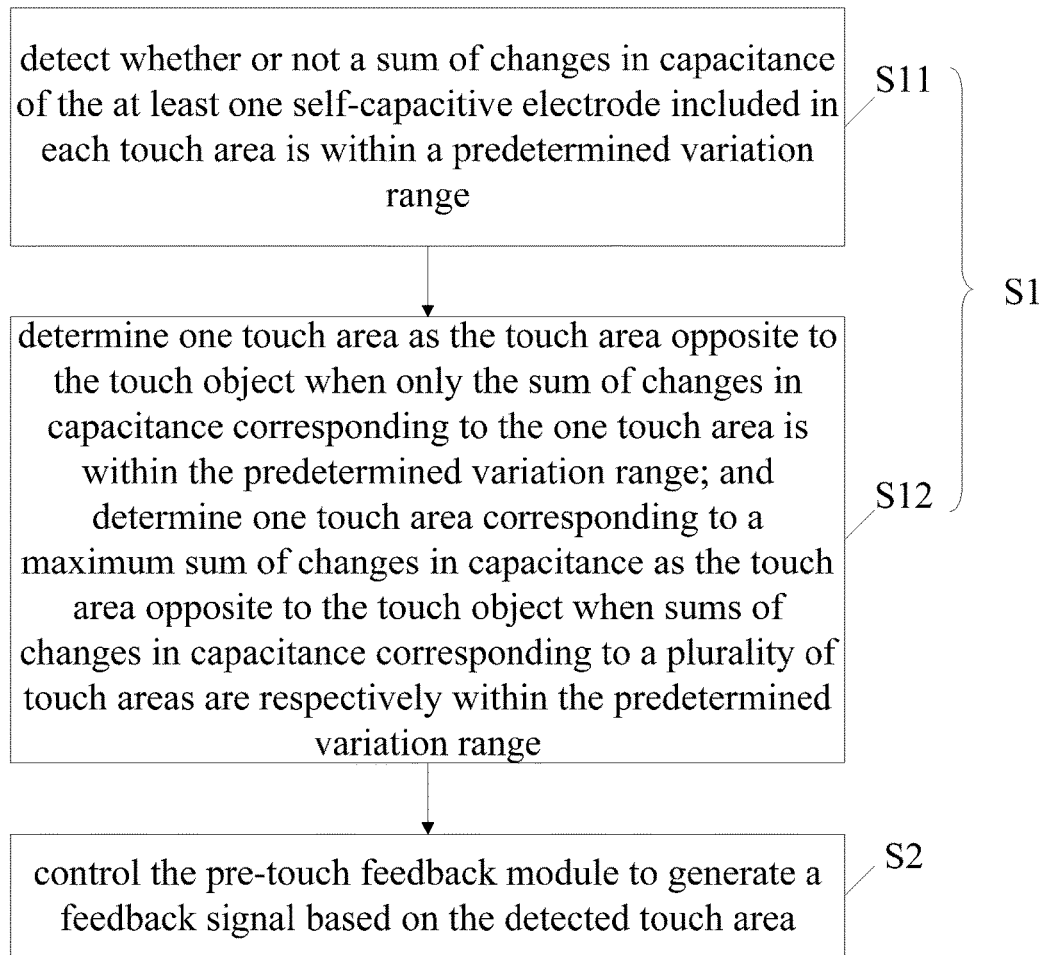 detect whether or not a sum of changes in capacitance
of the at least one self-capacitive electrode included in
each touch area is within a predetermined variation
range
S11
S1
determine one touch area as the touch area opposite to
the touch object when only the sum of changes in
capacitance corresponding to the one touch area is
within the predetermined variation range; and
determine one touch area corresponding to a
maximum sum of changes in capacitance as the touch
area opposite to the touch object when sums of
changes in capacitance corresponding to a plurality of
touch areas are respectively within the predetermined
variation range
S12
control the pre-touch feedback module to generate a
feedback signal based on the detected touch area
S2